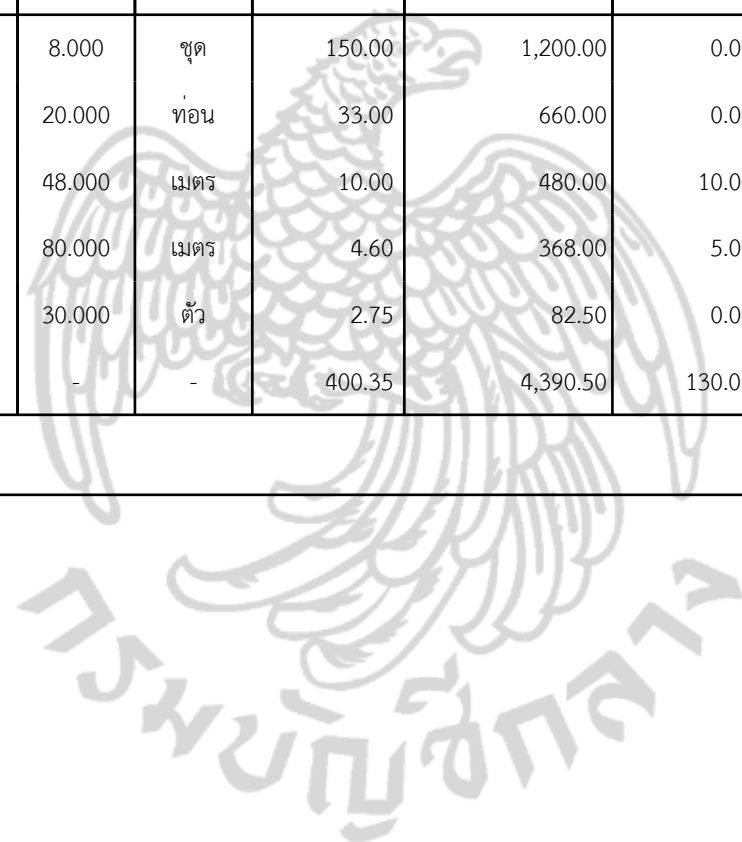 8.000 ชุด 150.00 1,200.00 0.0
20.000 ท่อน 33.00 660.00 0.0
48.000 เมตร 10.00 480.00 10.0
80.000 เมตร 4.60 368.00 5.0
30.000 ตัว 2.75 82.50 0.0
- - 400.35 4,390.50 130.0
กรมบัญชีกลาง